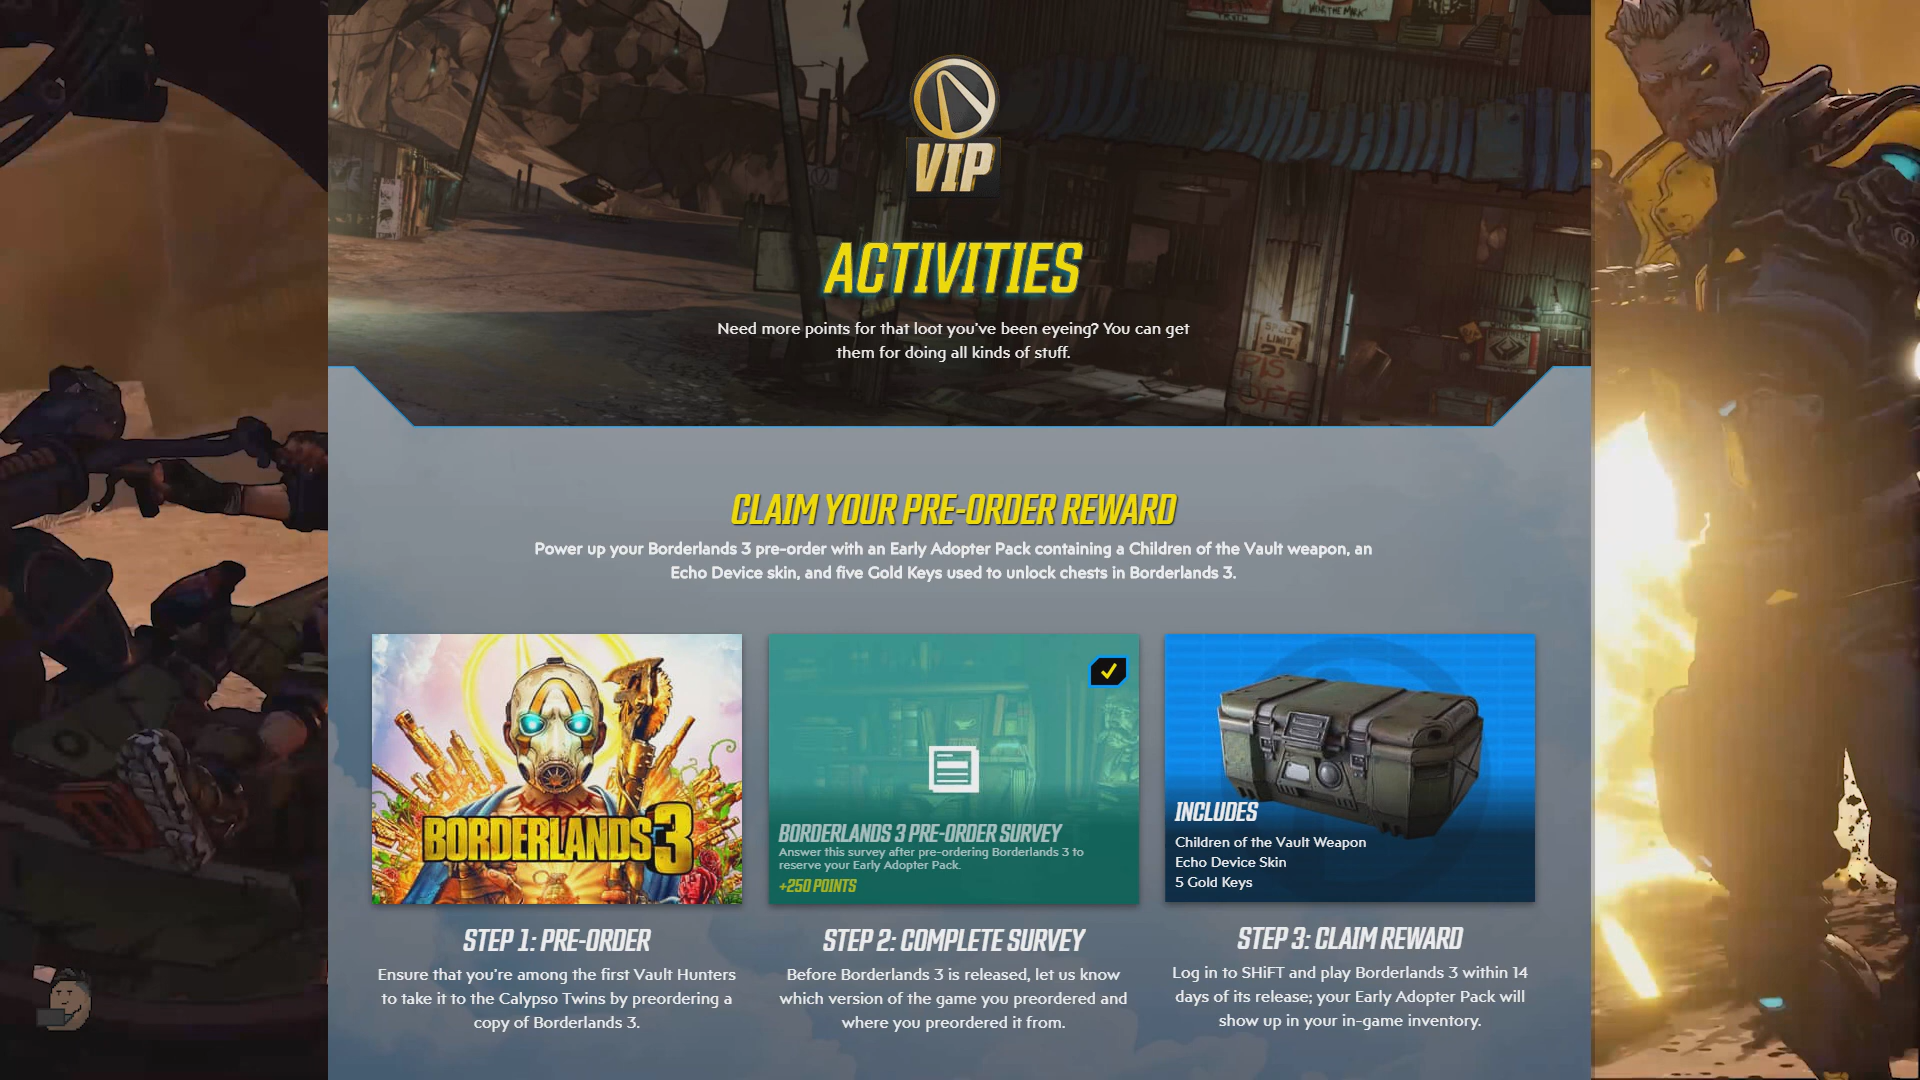 VIP
ACTIVITIES
Need more points for that loot you've been eyeing? You can get
them for doing all kinds of stuff.
SPEED
LIMIT
25
PIS
OFF
CLAIM YOUR PRE-ORDER REWARD
Power up your Borderlands 3 pre-order with an Early Adopter Pack containing a Children of the Vault weapon, an
Echo Device skin, and five Gold Keys used to unlock chests in Borderlands 3.
BORDERLANDS 3
BORDERLANDS 3 PRE-ORDER SURVEY
Answer this survey after pre-ordering Borderlands 3 to
reserve your Early Adopter Pack.
+250 POINTS
INCLUDES
Children of the Vault Weapon
Echo Device Skin
5 Gold Keys
STEP 1: PRE-ORDER
Ensure that you're among the first Vault Hunters
to take it to the Calypso Twins by preordering a
copy of Borderlands 3.
STEP 2: COMPLETE SURVEY
Before Borderlands 3 is released, let us know
which version of the game you preordered and
where you preordered it from.
STEP 3: CLAIM REWARD
Log in to SHiFT and play Borderlands 3 within 14
days of its release; your Early Adopter Pack will
show up in your in-game inventory.